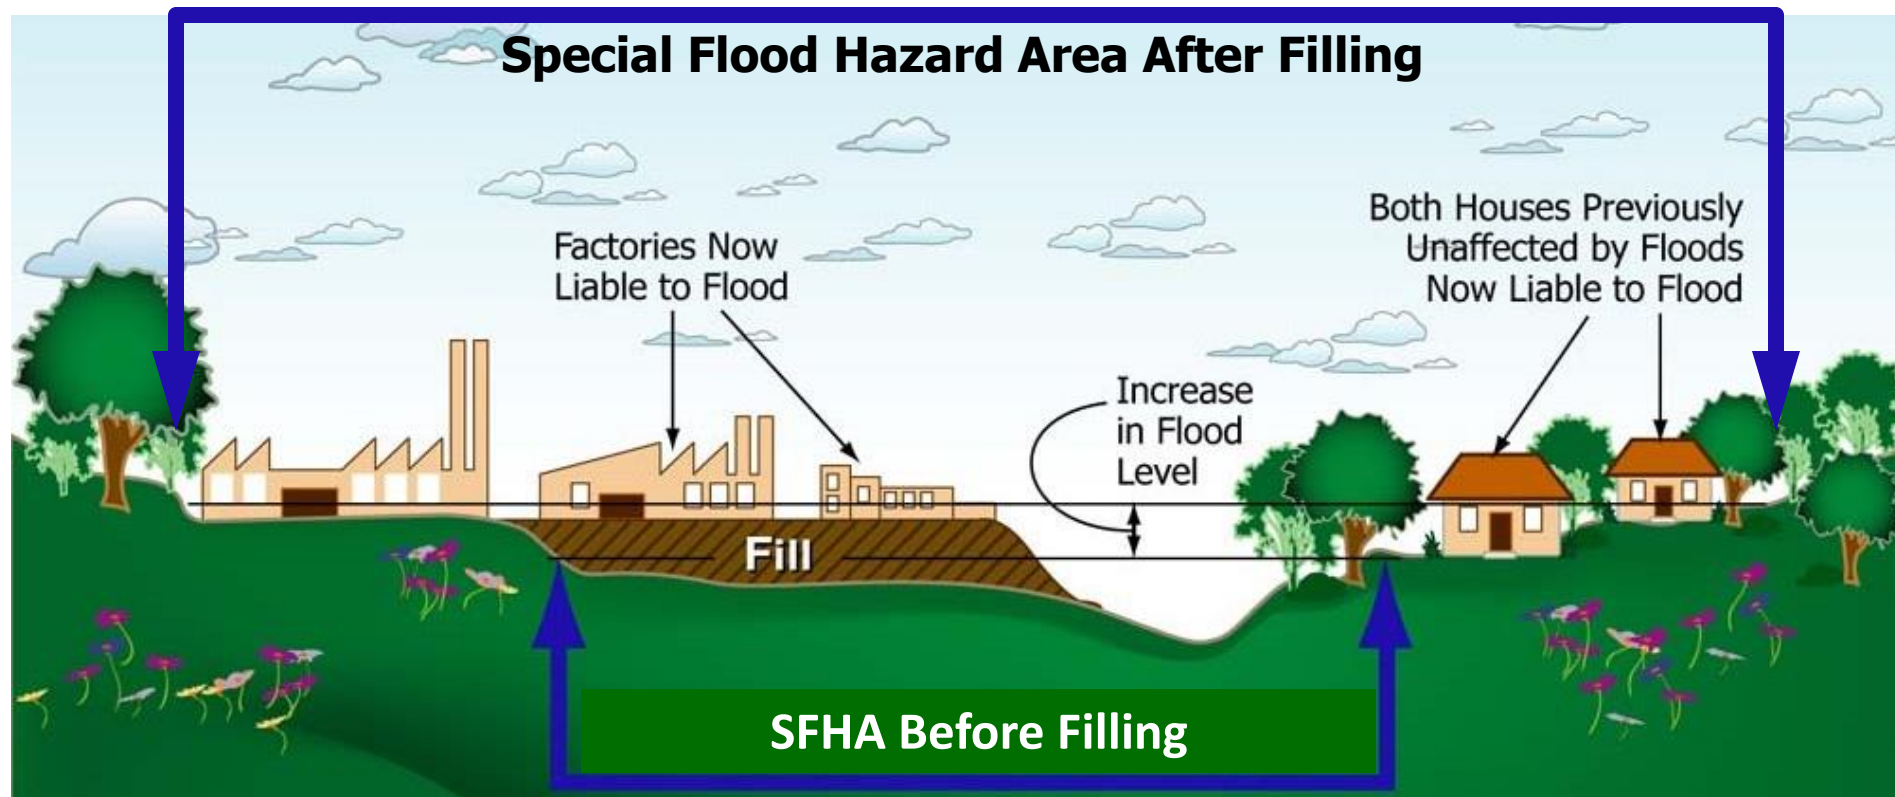 Special Flood Hazard Area After Filling
Both Houses Previously
Unaffected by Floods
Now Liable to Flood
Factories Now
Liable to Flood
Increase
in Flood
Level
Fill
SFHA Before Filling